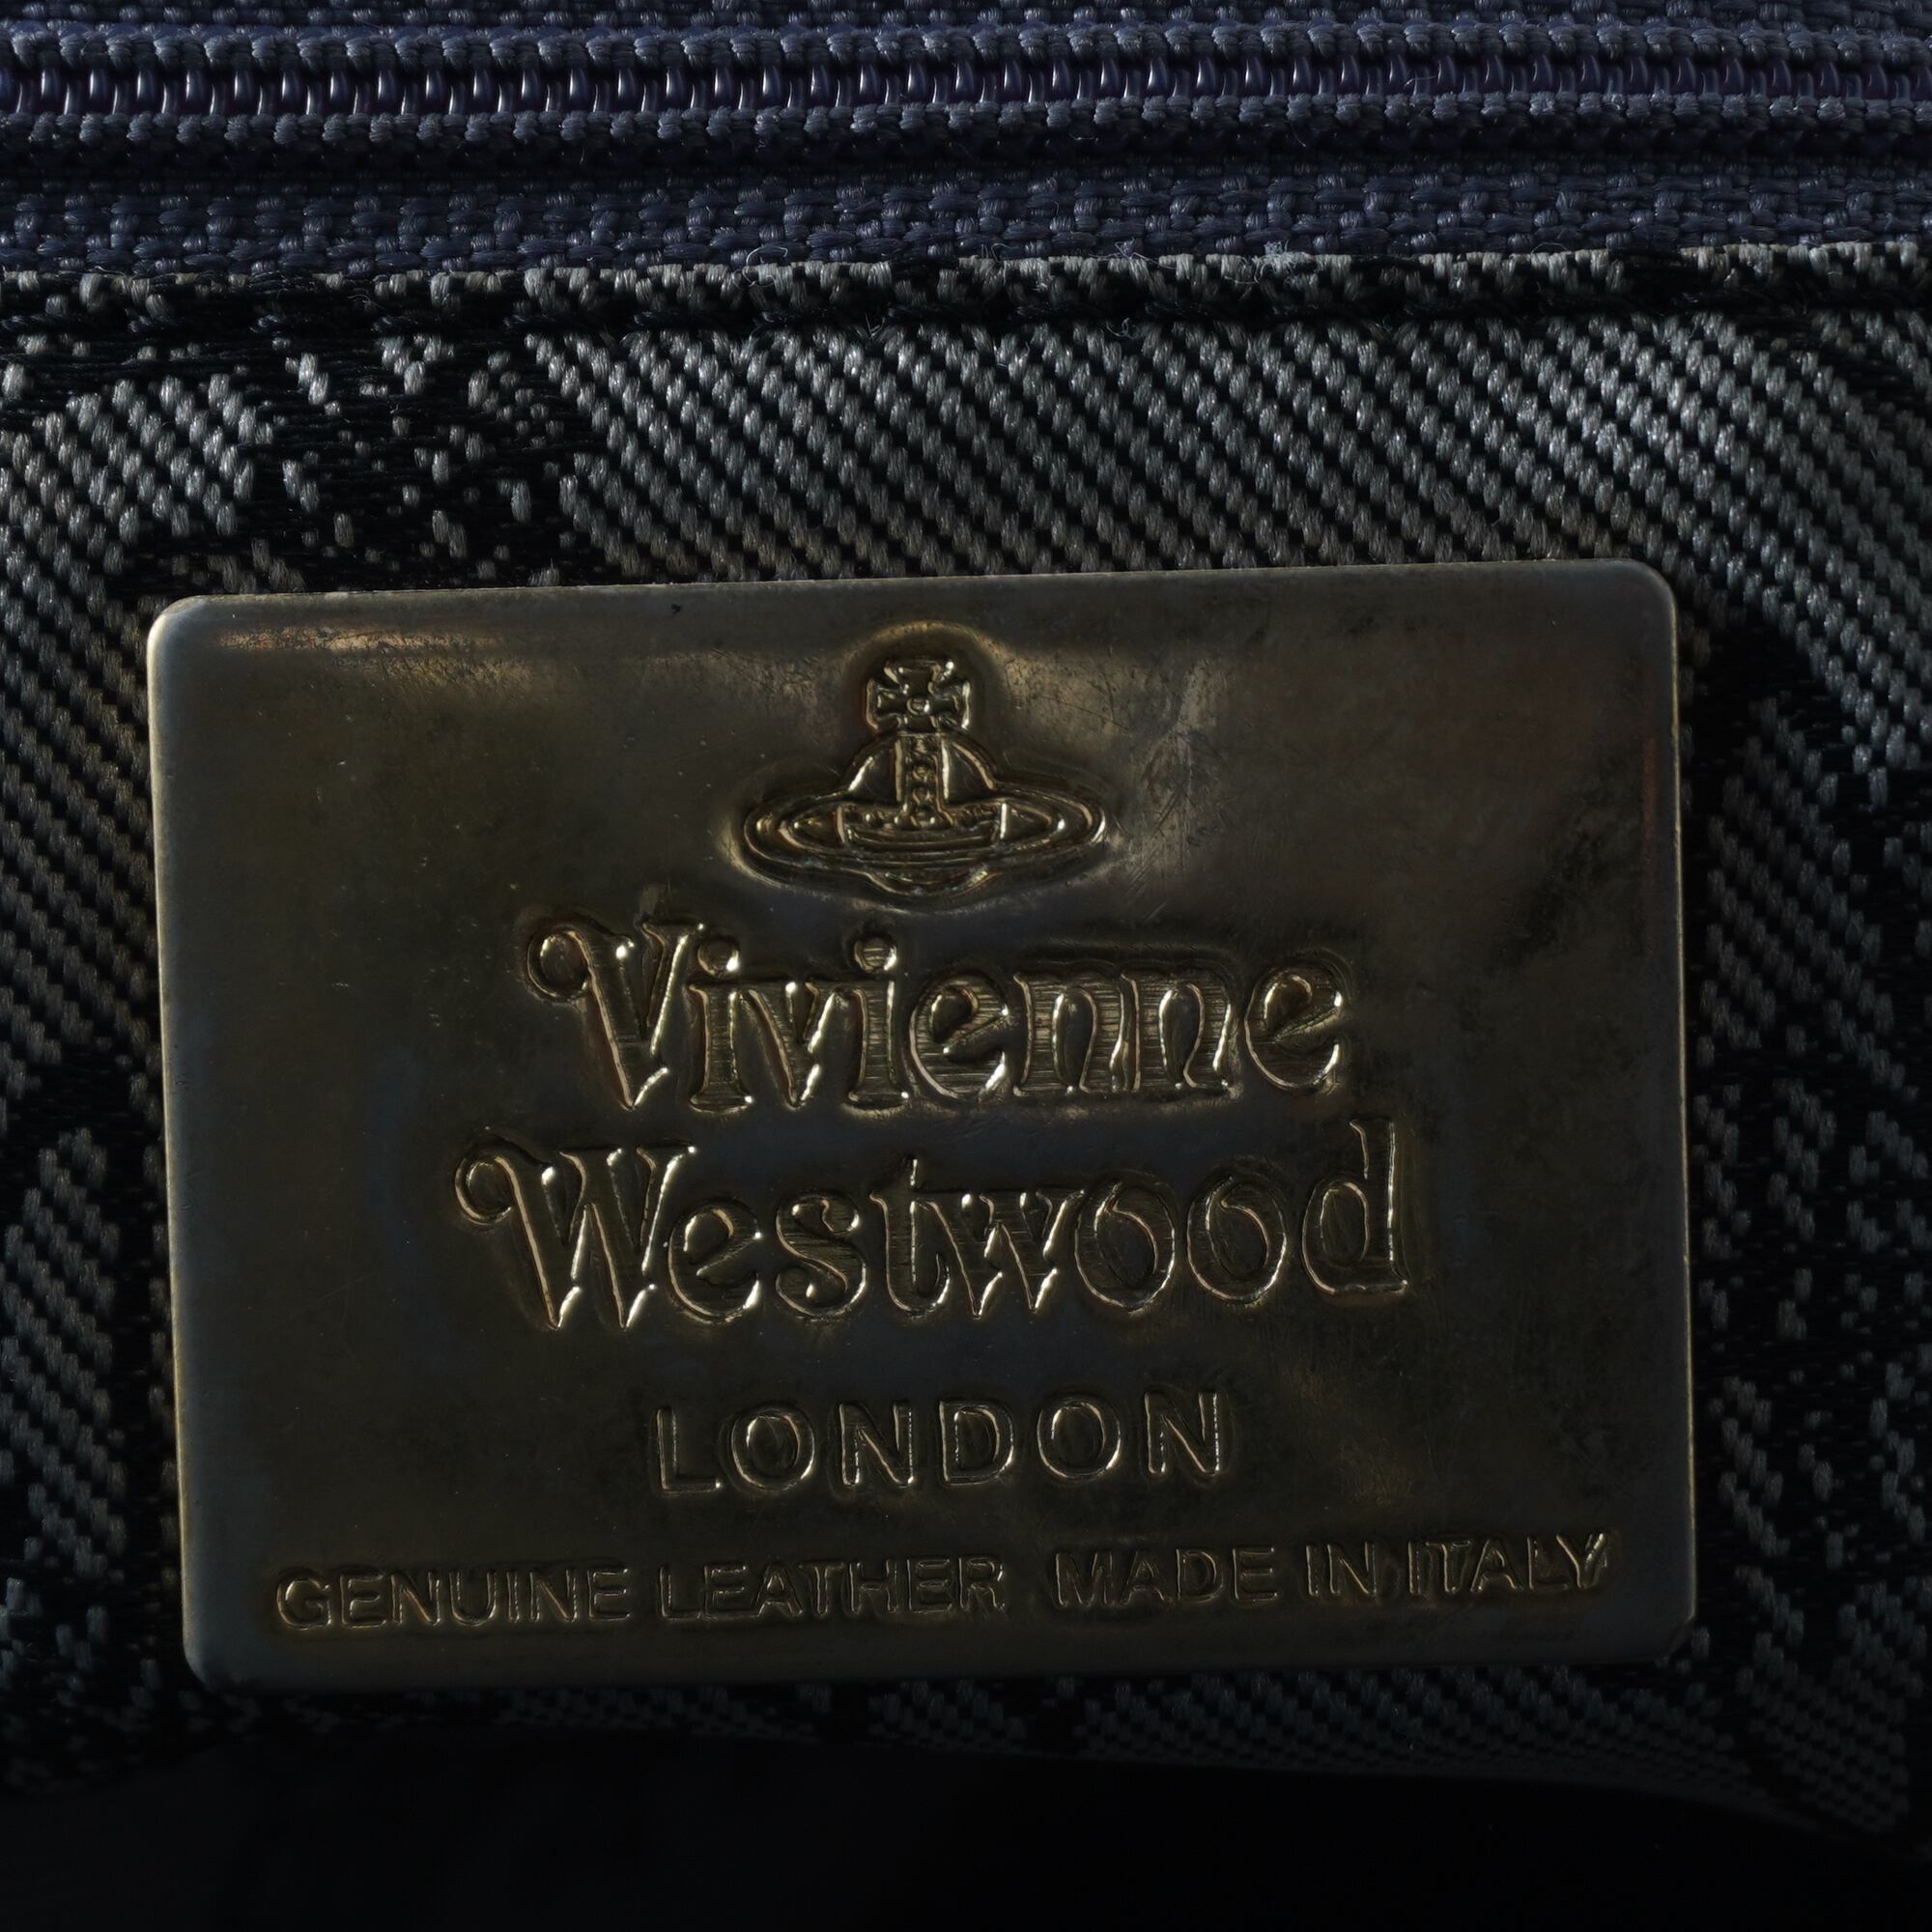 Vivienne
Westwood
LONDON
GENUINE LEATHER MADE IN ITALY